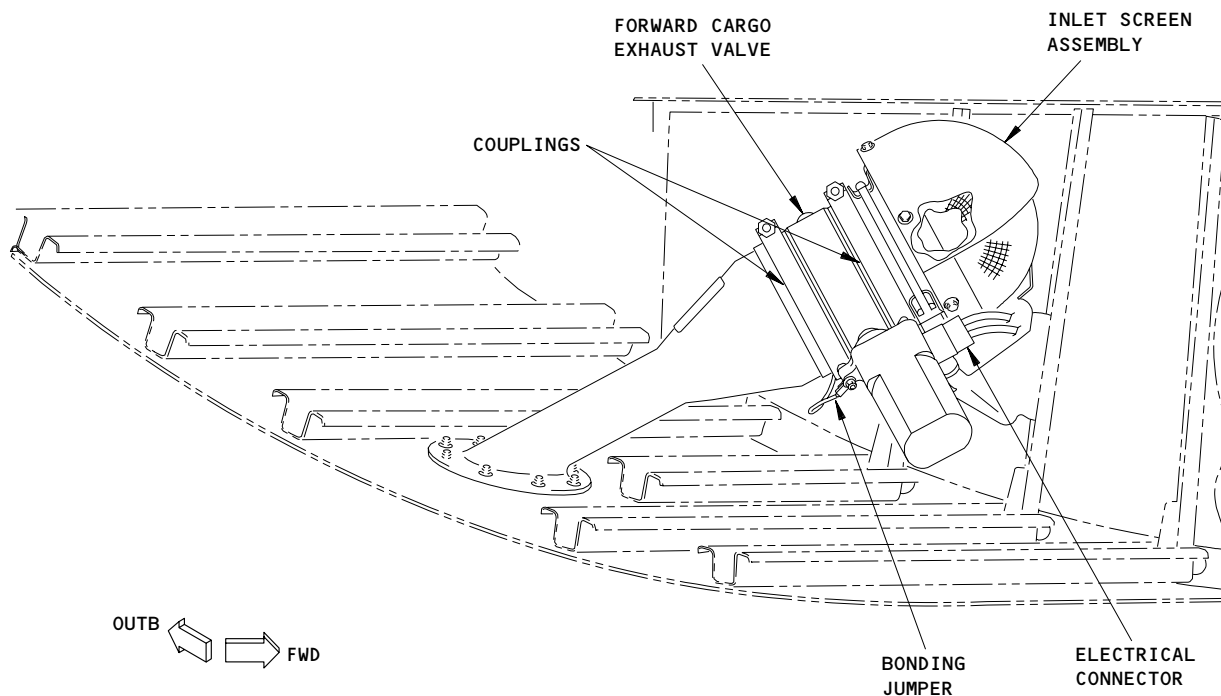 FORWARD CARGO
EXHAUST VALVE
INLET SCREEN
ASSEMBLY
COUPLINGS
OUTB
FWD
BONDING
JUMPER
ELECTRICAL
CONNECTOR